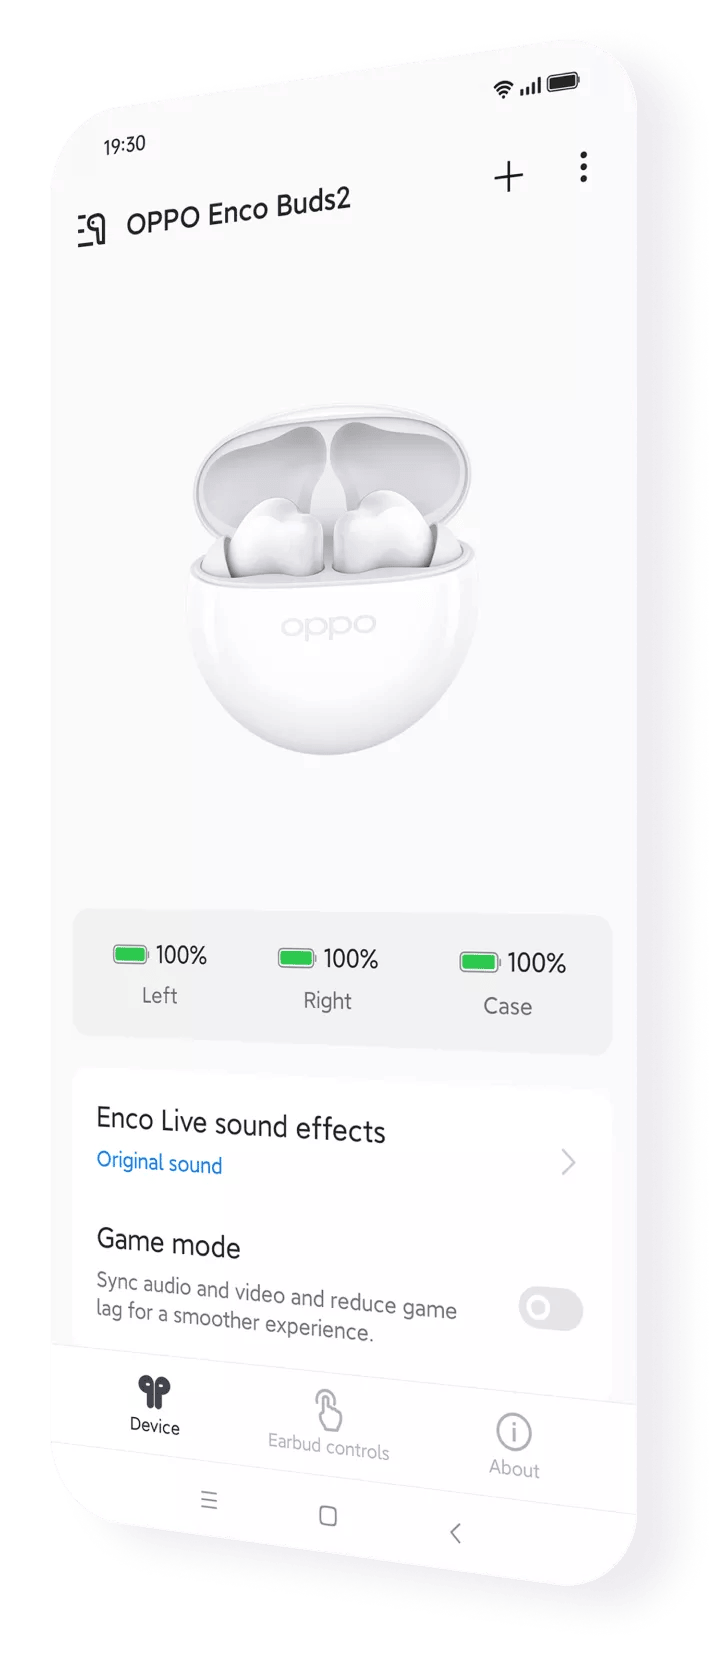 19:30
OPPO Enco Buds2
oppo
100% 100% 100%
Left Right Case
Enco Live sound effects
Original sound
Game mode
Sync audio and video and reduce game
lag for a smoother experience.
Device Earbud controls About